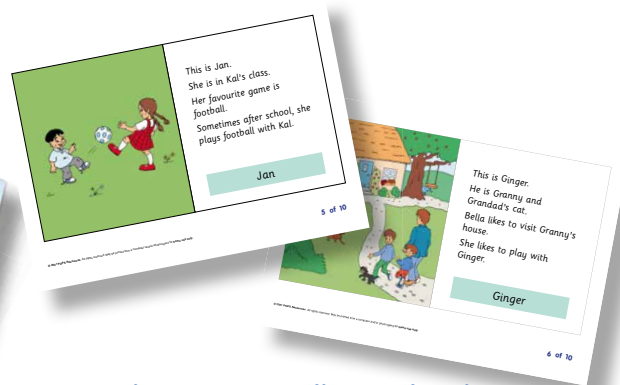 This is Jan.
She is in Kal's class.
Her favourite game is
football.
Sometimes after school, she
plays football with Kal.
Jan
5 of 10
This is Ginger.
He is Granny and
Grandad's cat.
Bella likes to visit Granny's
house.
She likes to play with
Ginger.
Ginger
6 of 10